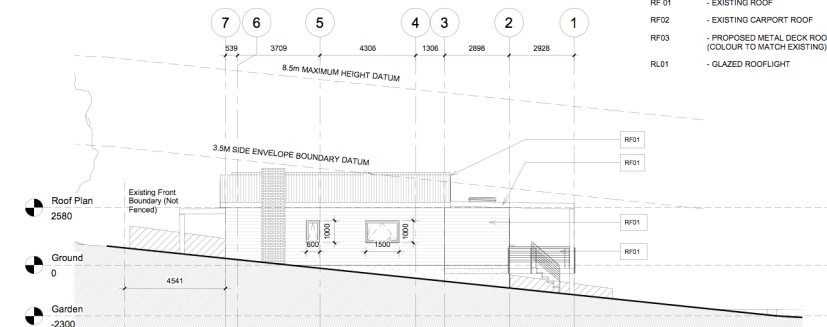 RF 01 - EXISTING ROOF
RF02 - EXISTING CARPORT ROOF
RF03 - PROPOSED METAL DECK ROO
(COLOUR TO MATCH EXISTING)
RL01 - GLAZED ROOFLIGHT
7 6 5 4 3 2 1
539 3709 4306 1306 2898 2928
8.5m MAXIMUM HEIGHT DATUM
3.5M SIDE ENVELOPE BOUNDARY DATUM
RF01
RF01
Existing Front
Boundary (Not
Fenced)
Roof Plan
2580
RF01
1000
1000
600
1500
RF01
Ground
0
4541
Garden
-2300